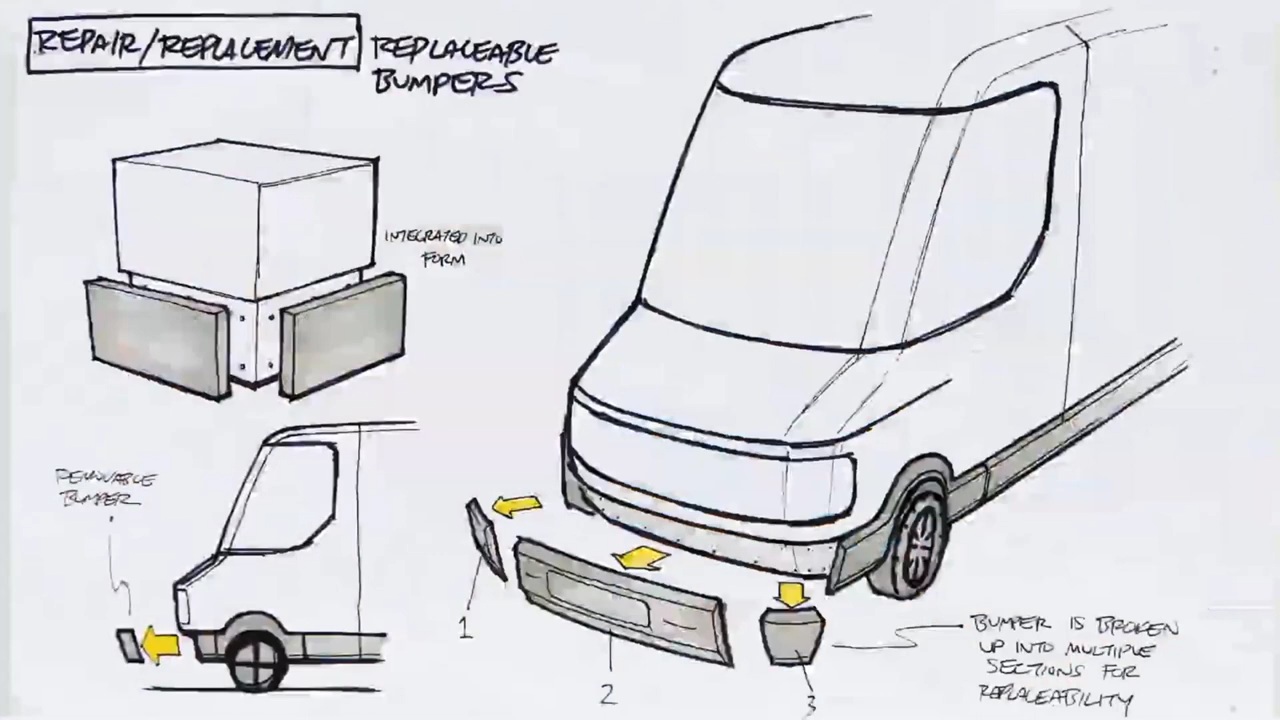 REPAIR/REPLACEMENT
REPLACEABLE
BUMPERS
INTEGRATED INTO
FORM
REMOVABLE
BUMPER
1
2
3
BUMPER IS BROKEN
UP INTO MULTIPLE
SECTIONS FOR
REPLACEABILITY